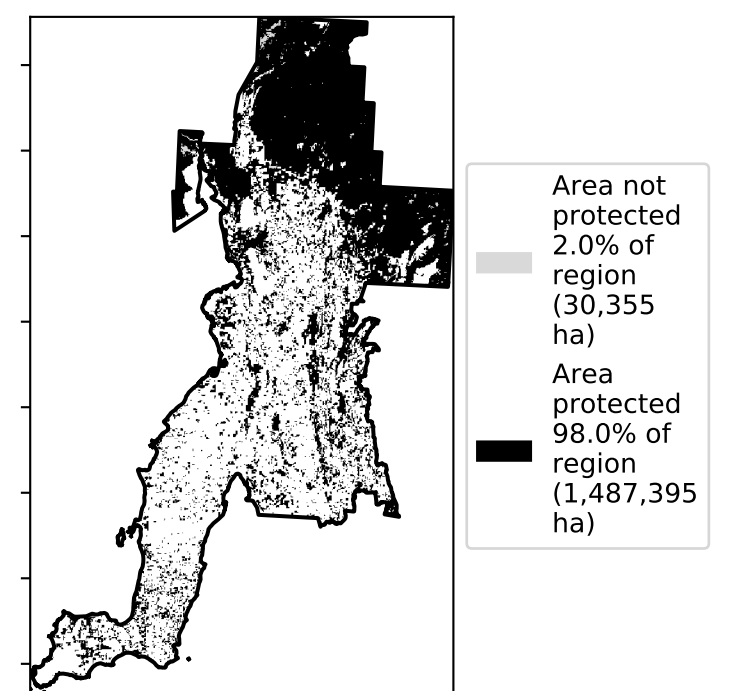 Area not
protected
2.0% of
region
(30,355
ha)
Area
protected
98.0% of
region
(1,487,395
ha)